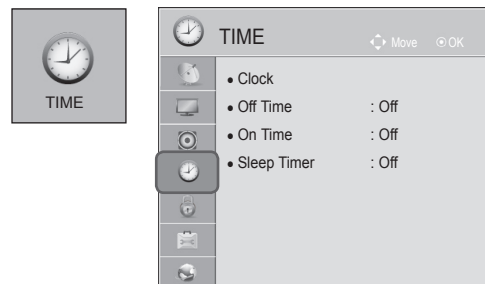 TIME
TIME Move OK
• Clock
• Off Time : Off
• On Time : Off
• Sleep Timer : Off